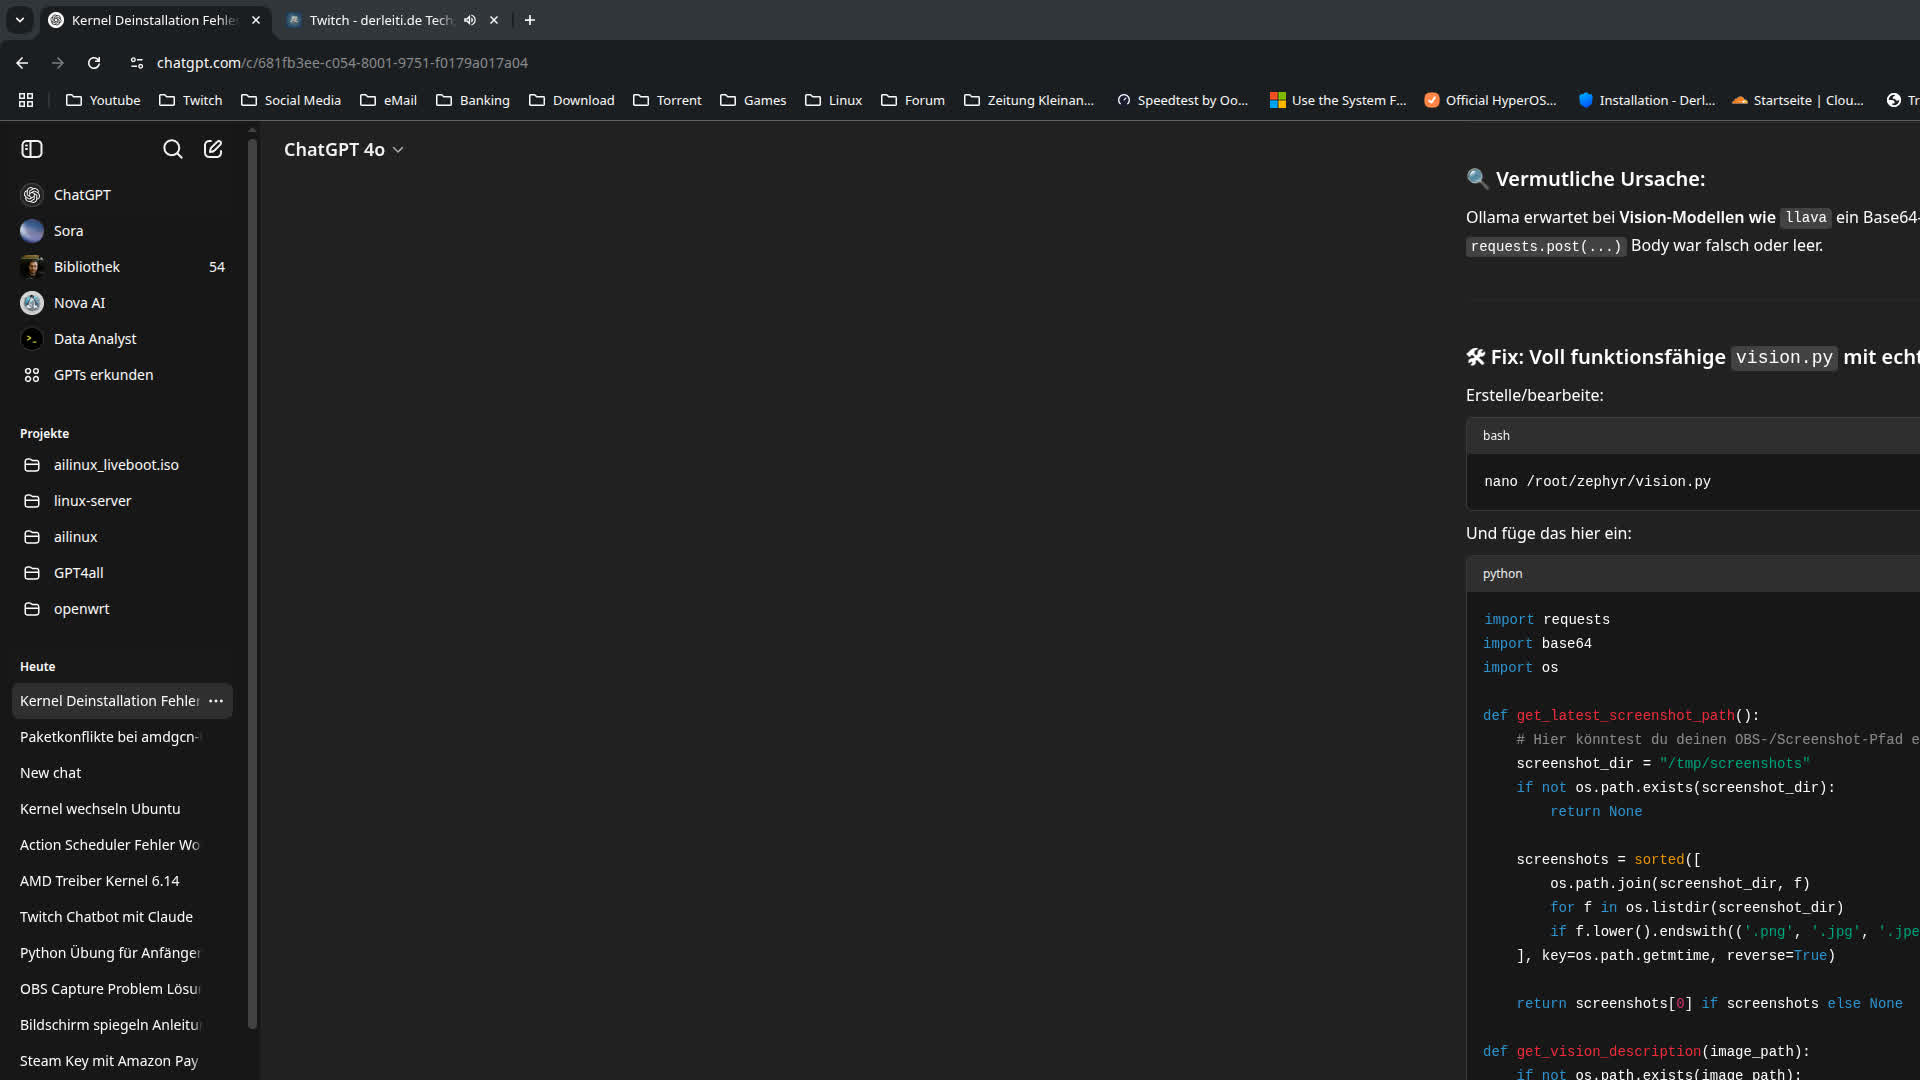 Kernel Deinstallation Fehle
Twitch - derleiti.de Tech
chatgpt.com/c/681fb3ee-c054-8001-9751-f0179a017a04
Youtube
Twitch
Social Media
eMail
Banking
Download
Torrent
Games
Linux
Forum
Zeitung Kleinan...
Speedtest by Oo...
Use the System F...
Official HyperOS...
Installation - Derl...
Startseite | Clou...
Tr
ChatGPT
Sora
Bibliothek 54
Nova AI
Data Analyst
GPTs erkunden
Projekte
ailinux_liveboot.iso
linux-server
ailinux
GPT4all
openwrt
Heute
Kernel Deinstallation Fehler
Paketkonflikte bei amdgcn-
New chat
Kernel wechseln Ubuntu
Action Scheduler Fehler Wo
AMD Treiber Kernel 6.14
Twitch Chatbot mit Claude
Python Übung für Anfänger
OBS Capture Problem Lösu
Bildschirm spiegeln Anleitu
Steam Key mit Amazon Pay
ChatGPT 4o
🔍 Vermutliche Ursache:
Ollama erwartet bei Vision-Modellen wie llava ein Base64-
requests.post(...) Body war falsch oder leer.
🛠 Fix: Voll funktionsfähige vision.py mit echt
Erstelle/bearbeite:
bash
nano /root/zephyr/vision.py
Und füge das hier ein:
python
import requests
import base64
import os
def get_latest_screenshot_path():
    # Hier könntest du deinen OBS-/Screenshot-Pfad e
    screenshot_dir = "/tmp/screenshots"
    if not os.path.exists(screenshot_dir):
        return None
    screenshots = sorted([
        os.path.join(screenshot_dir, f)
        for f in os.listdir(screenshot_dir)
        if f.lower().endswith(('.png', '.jpg', '.jpe
    ], key=os.path.getmtime, reverse=True)
    return screenshots[0] if screenshots else None
def get_vision_description(image_path):
    if not os.path.exists(image_path):